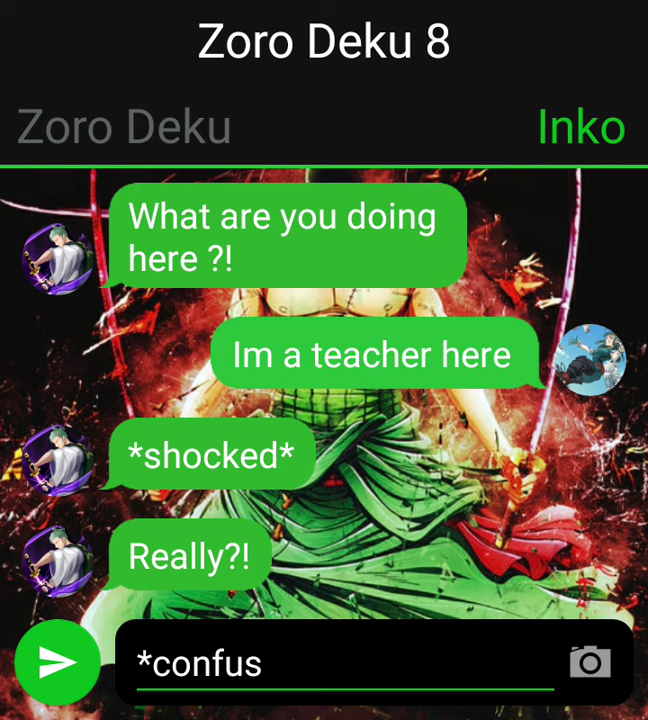 Zoro Deku 8
Zoro Deku
Inko
What are you doing
here ?!
Im a teacher here
*shocked*
Really?!
*confus